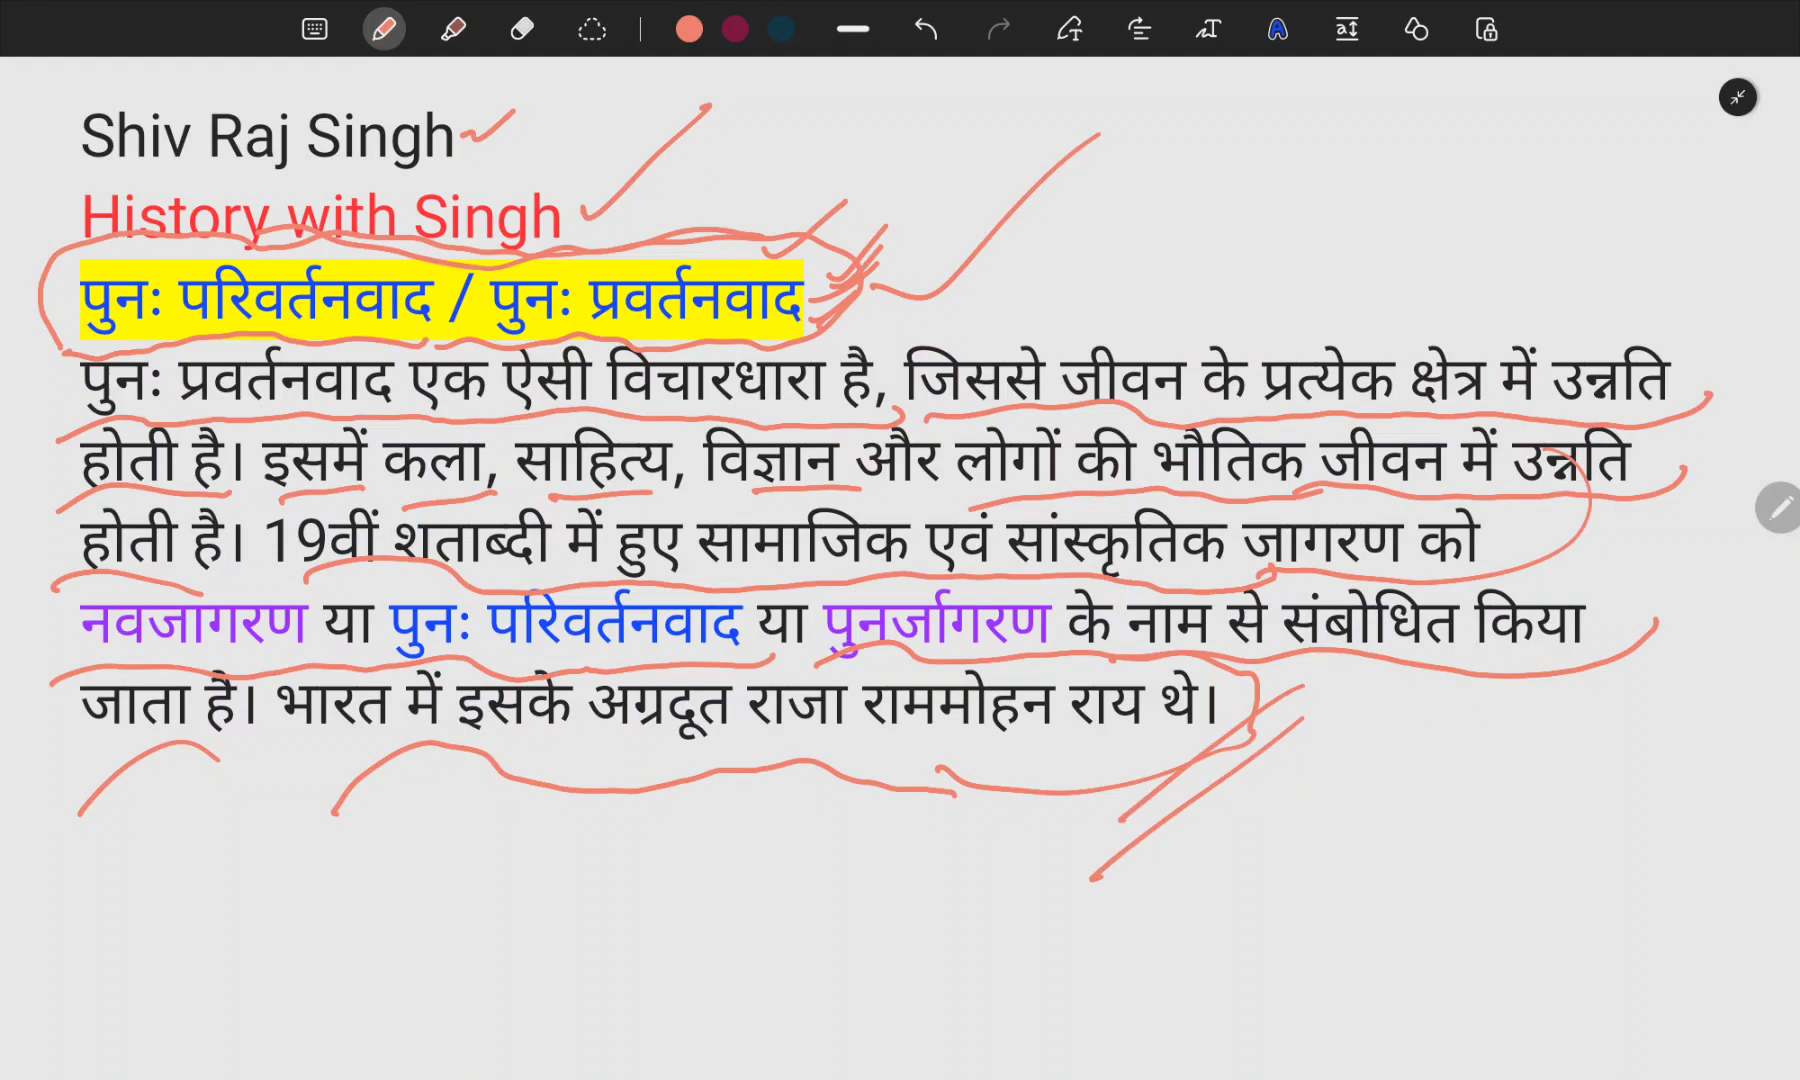 Shiv Raj Singh
History with Singh
पुनः परिवर्तनवाद / पुनः प्रवर्तनवाद
पुनः प्रवर्तनवाद एक ऐसी विचारधारा है, जिससे जीवन के प्रत्येक क्षेत्र में उन्नति
होती है। इसमें कला, साहित्य, विज्ञान और लोगों की भौतिक जीवन में उन्नति
होती है। 19वीं शताब्दी में हुए सामाजिक एवं सांस्कृतिक जागरण को
नवजागरण या पुनः परिवर्तनवाद या पुनर्जागरण के नाम से संबोधित किया
जाता है। भारत में इसके अग्रदूत राजा राममोहन राय थे।